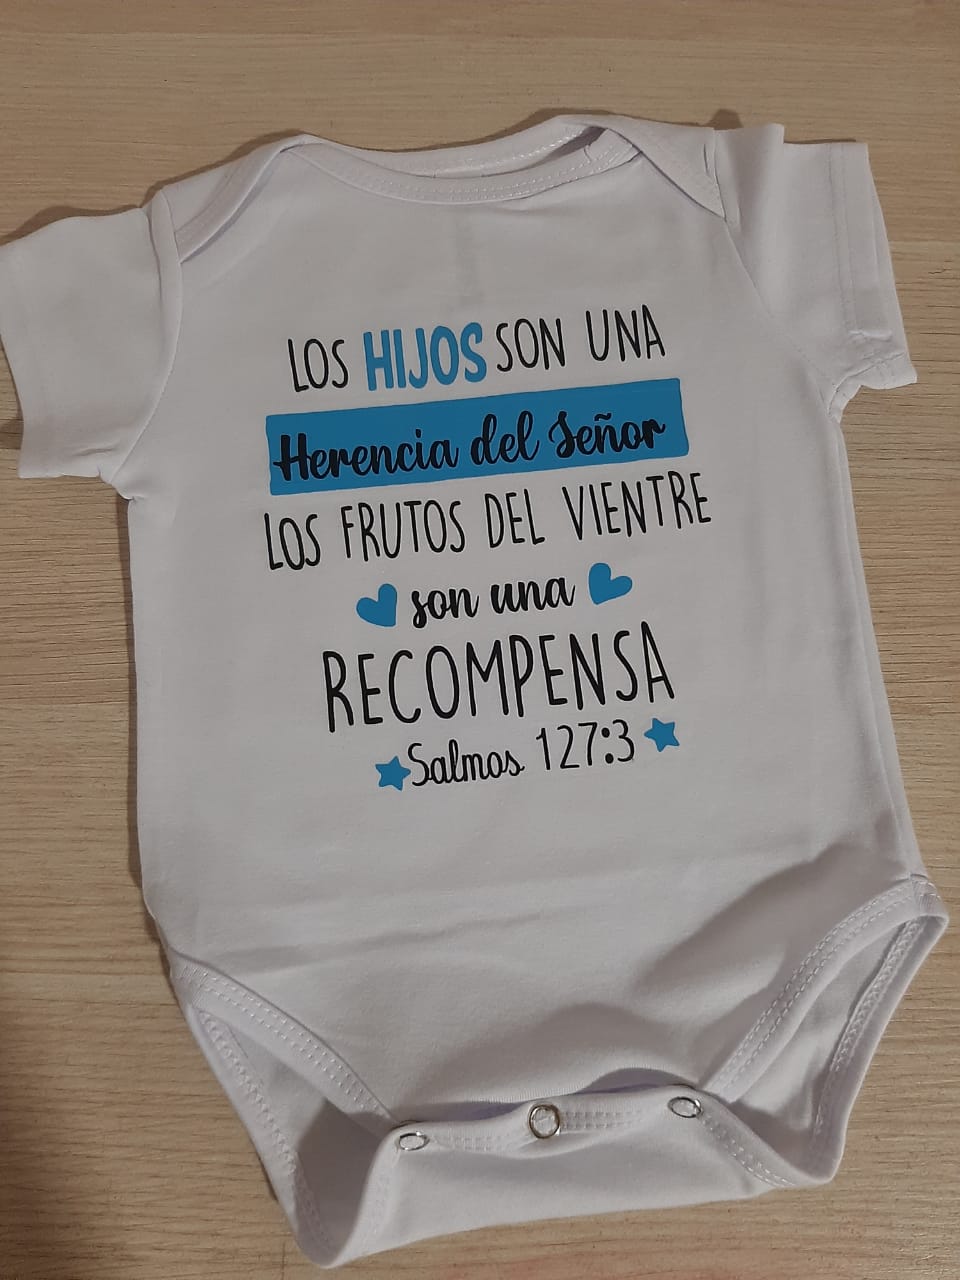 LOS HIJOS SON UNA
Herencia del Señor
LOS FRUTOS DEL VIENTRE
son una
RECOMPENSA
Salmos 127:3